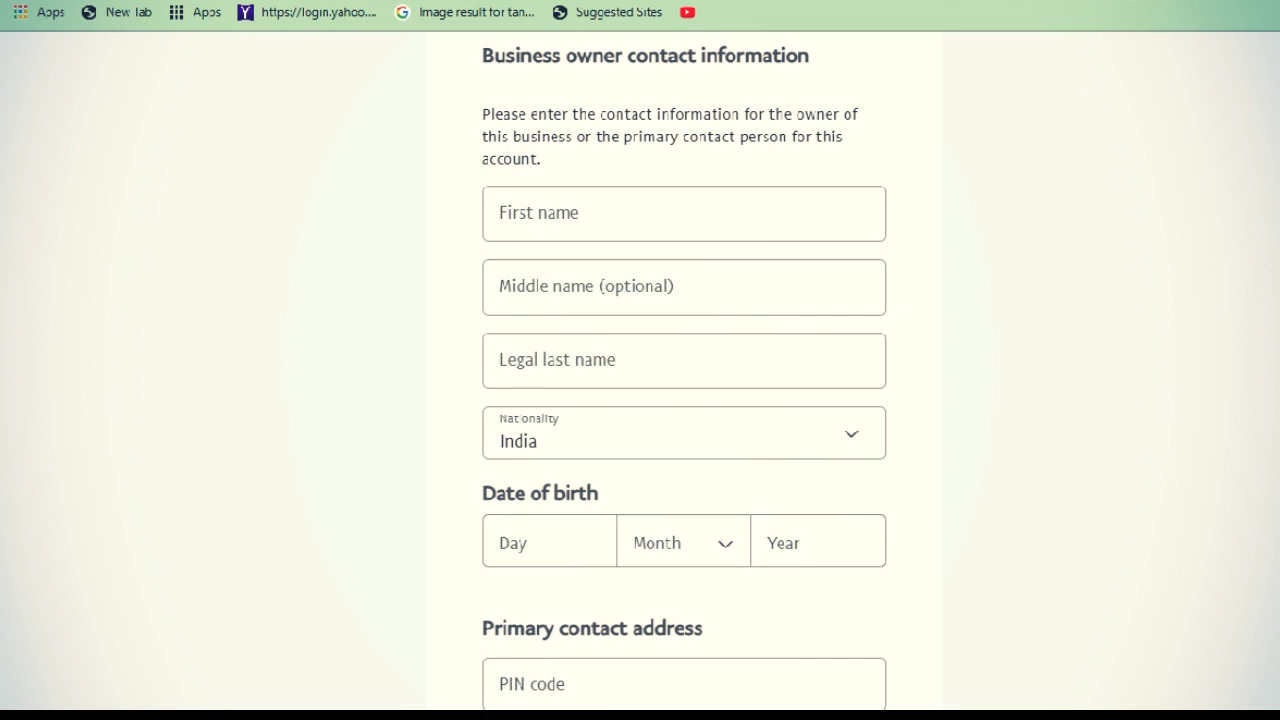 Apps New Tab Apps https://login.yahoo.... Image result for tan... Suggested Sites
Business owner contact information
Please enter the contact information for the owner of
this business or the primary contact person for this
account.
First name
Middle name (optional)
Legal last name
Nationality
India
Date of birth
Day Month Year
Primary contact address
PIN code